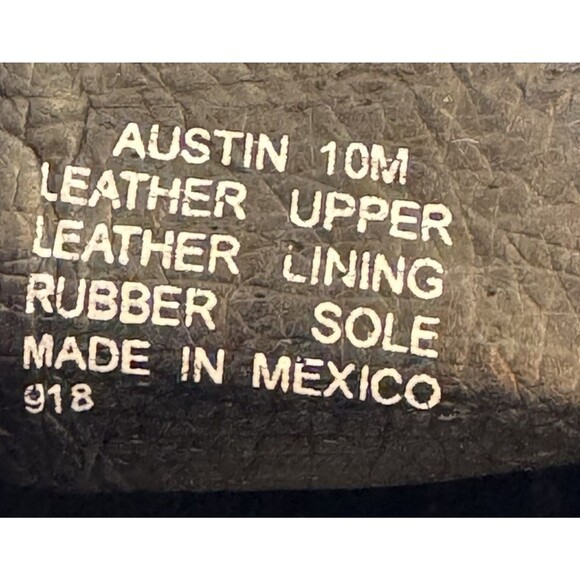 AUSTIN 10M
LEATHER UPPER
LEATHER LINING
RUBBER SOLE
MADE IN MEXICO
918